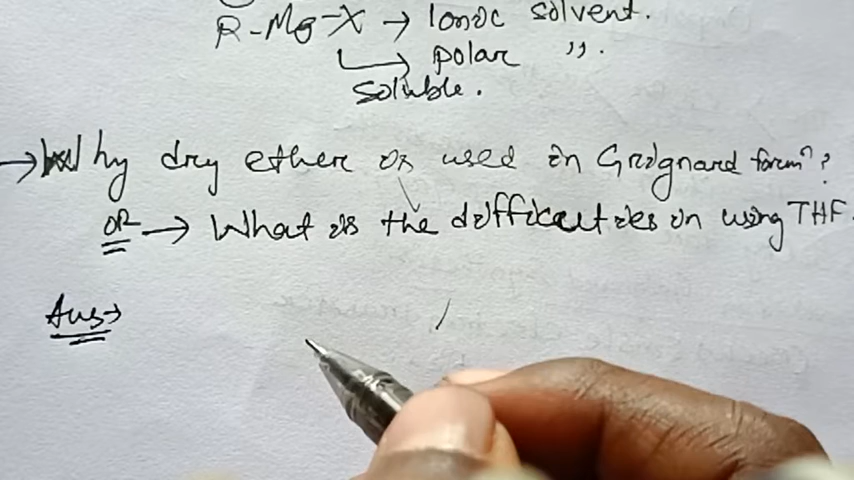 R-Mg-X → Ionic solvent.
→ polar ,,.
Soluble.
→ Why dry ether is used in Grignard formⁿ?
OR → What is the difficulties in using THF.
Ans→